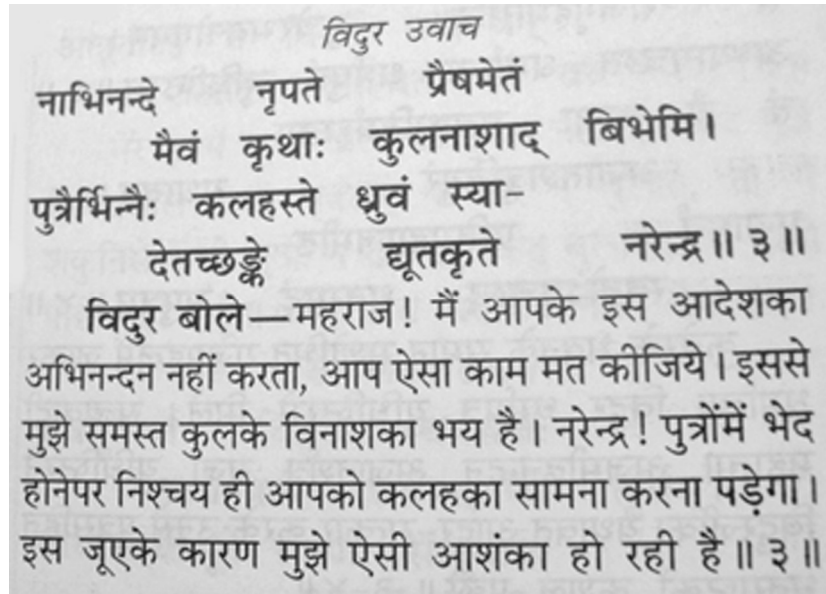 विदुर उवाच
नाभिनन्दे नृपते प्रैषमेतं
मैवं कृथाः कुलनाशाद् बिभेमि।
पुत्रैर्भिन्नैः कलहस्ते ध्रुवं स्या-
देतच्छङ्के द्यूतकृते नरेन्द्र॥ ३॥
विदुर बोले—महराज! मैं आपके इस आदेशका
अभिनन्दन नहीं करता, आप ऐसा काम मत कीजिये। इससे
मुझे समस्त कुलके विनाशका भय है। नरेन्द्र! पुत्रोंमें भेद
होनेपर निश्चय ही आपको कलहका सामना करना पड़ेगा।
इस जूएके कारण मुझे ऐसी आशंका हो रही है॥ ३॥